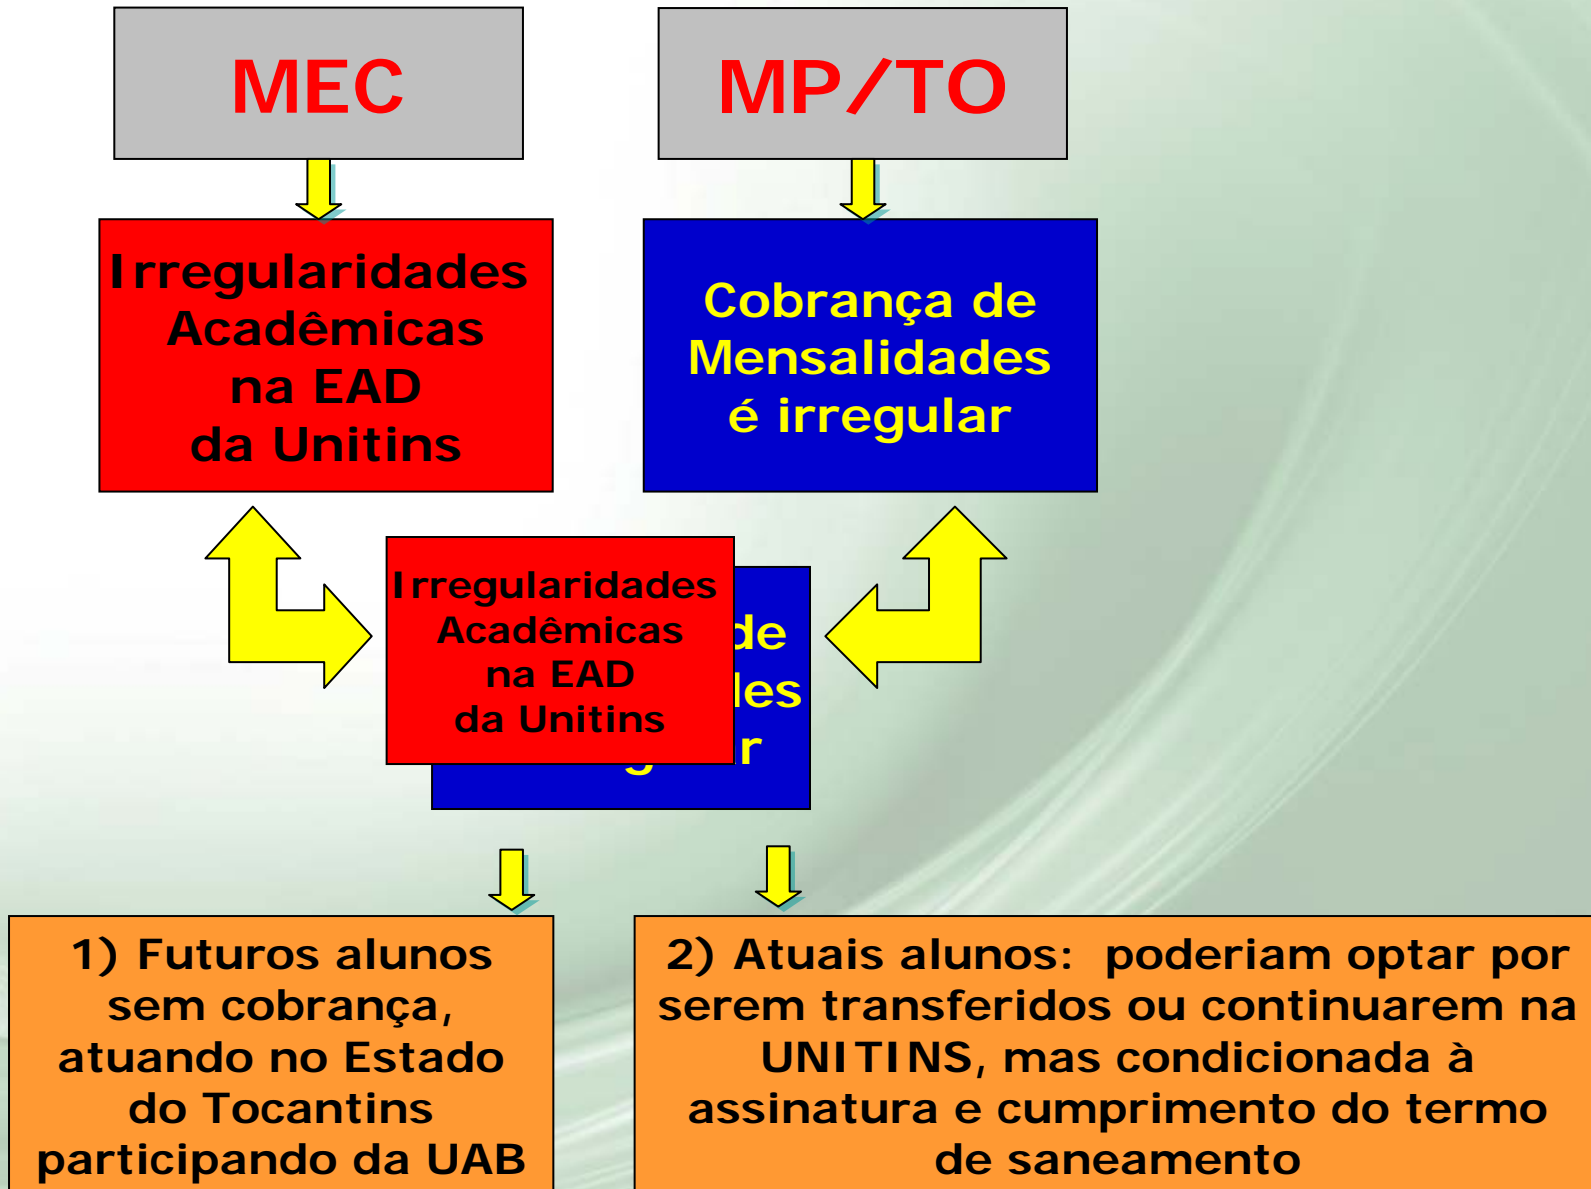 MEC
MP/TO
Irregularidades
Acadêmicas
na EAD
da Unitins
Cobrança de
Mensalidades
é irregular
Irregularidades
Acadêmicas
na EAD
da Unitins
de
1) Futuros alunos
sem cobrança,
atuando no Estado
do Tocantins
participando da UAB
2) Atuais alunos: poderiam optar por
serem transferidos ou continuarem na
UNITINS, mas condicionada à
assinatura e cumprimento do termo
de saneamento